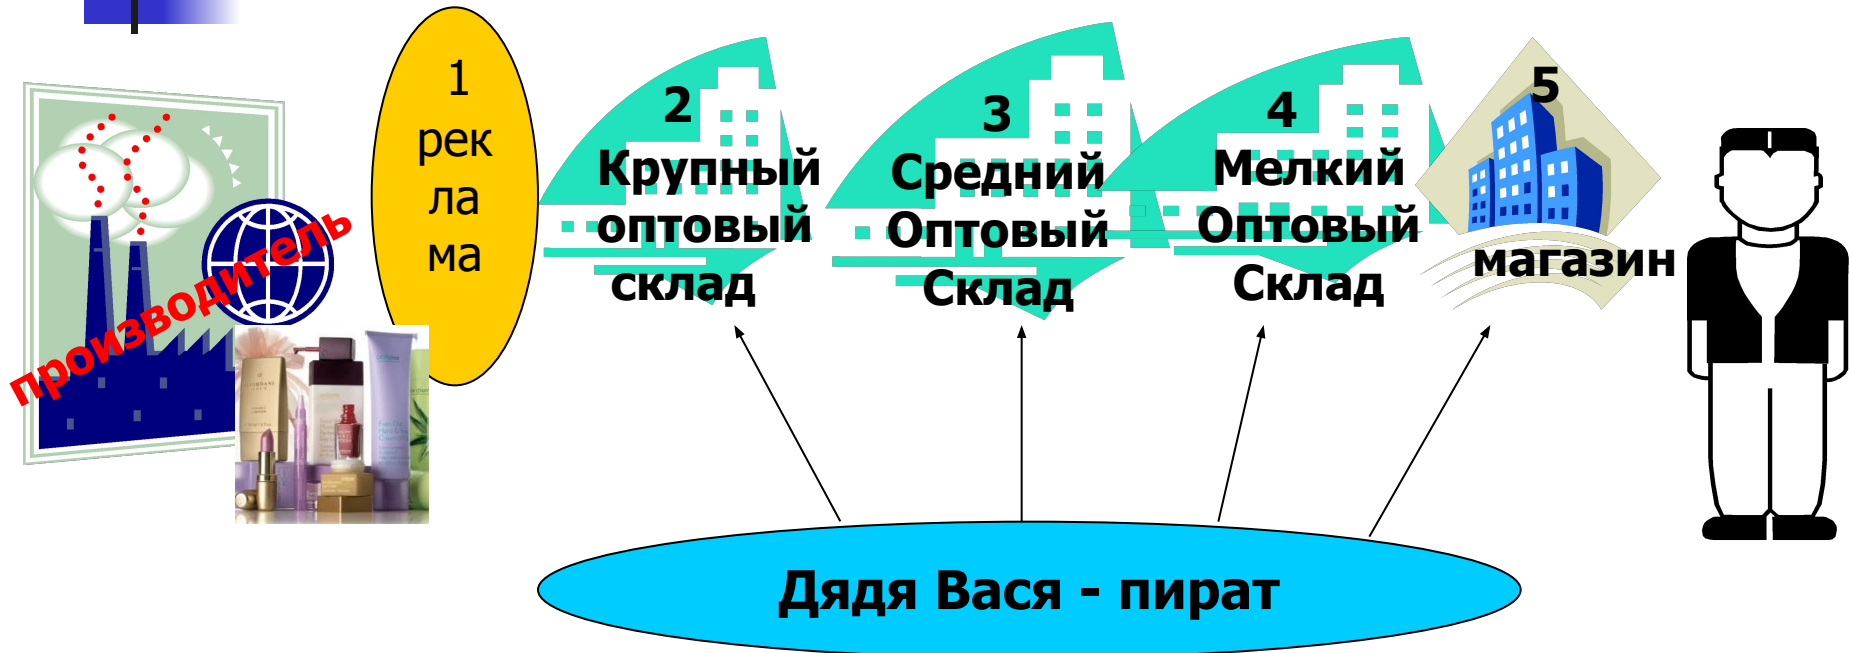 производитель
1
рек
ла
ма
2
Крупный
оптовый
склад
3
Средний
Оптовый
Склад
4
Мелкий
Оптовый
Склад
5
магазин
Дядя Вася - пират